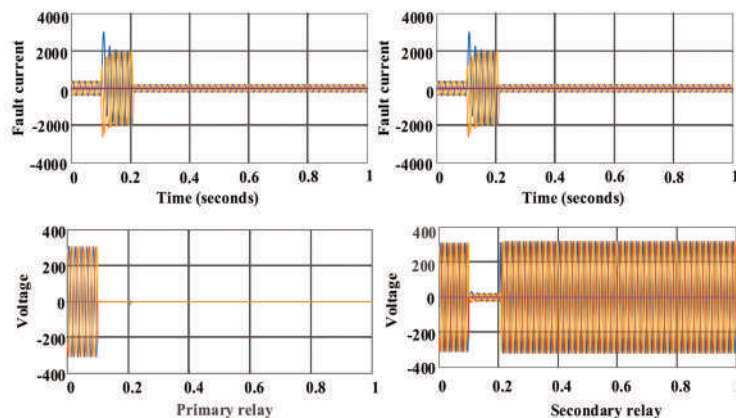 4000
2000
0
-2000
-4000
Fault current
0 0.2 0.4 0.6 0.8 1
Time (seconds)
4000
2000
0
-2000
-4000
Fault current
0 0.2 0.4 0.6 0.8 1
Time (seconds)
400
200
0
-200
-400
Voltage
0 0.2 0.4 0.6 0.8 1
Primary relay
400
200
0
-200
-400
Voltage
0 0.2 0.4 0.6 0.8 1
Secondary relay